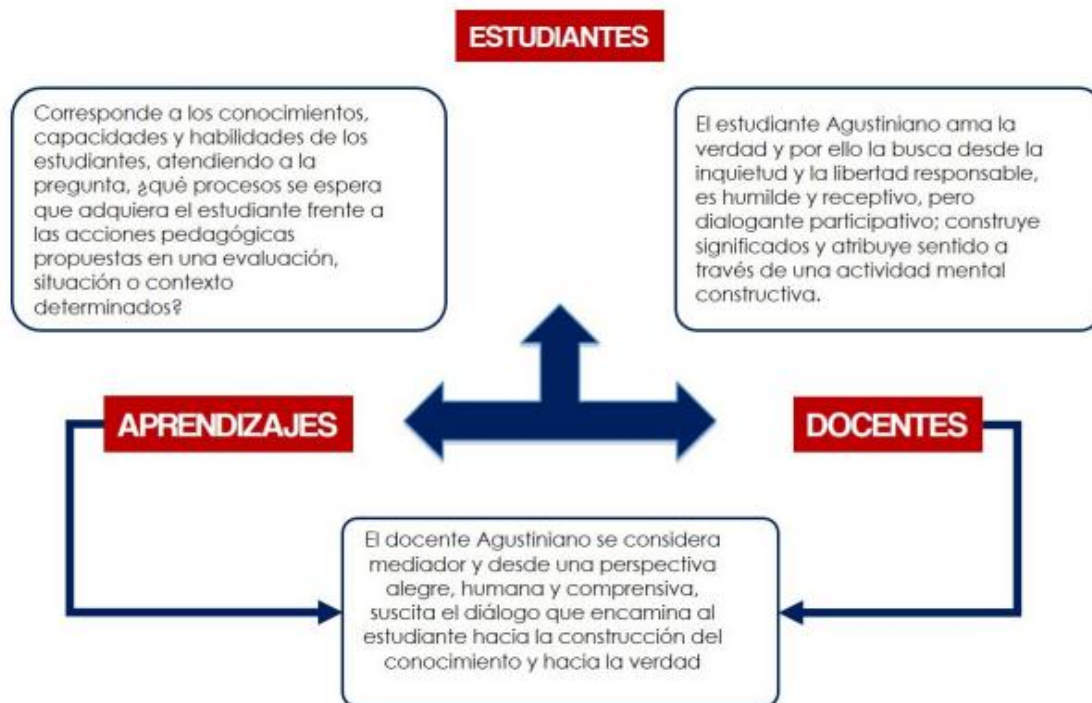 ESTUDIANTES
Corresponde a los conocimientos,
capacidades y habilidades de los
estudiantes, atendiendo a la
pregunta, ¿qué procesos se espera
que adquiera el estudiante frente a
las acciones pedagógicas
propuestas en una evaluación,
situación o contexto
determinados?
El estudiante Agustiniano ama la
verdad y por ello la busca desde la
inquietud y la libertad responsable,
es humilde y receptivo, pero
dialogante participativo; construye
significados y atribuye sentido a
través de una actividad mental
constructiva.
APRENDIZAJES
DOCENTES
El docente Agustiniano se considera
mediador y desde una perspectiva
alegre, humana y comprensiva,
suscita el diálogo que encamina al
estudiante hacia la construcción del
conocimiento y hacia la verdad